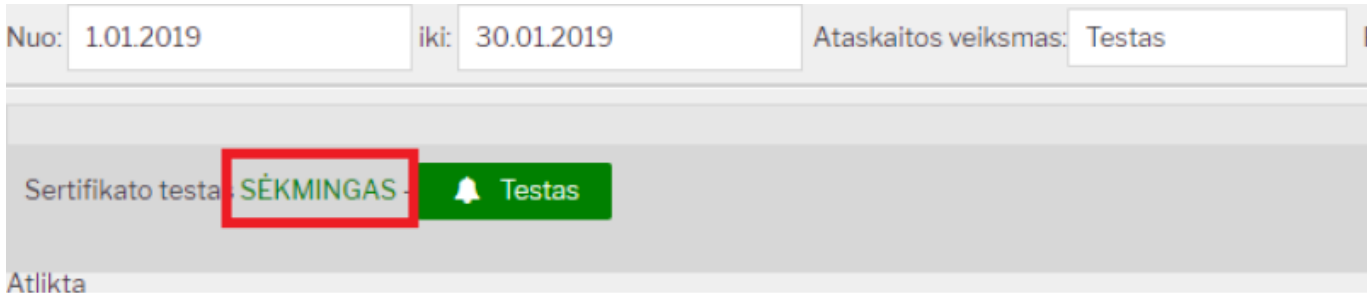 Nuo: 1.01.2019 iki: 30.01.2019 Ataskaitos veiksmas: Testas
Sertifikato testas SĖKMINGAS - Testas
Atlikta